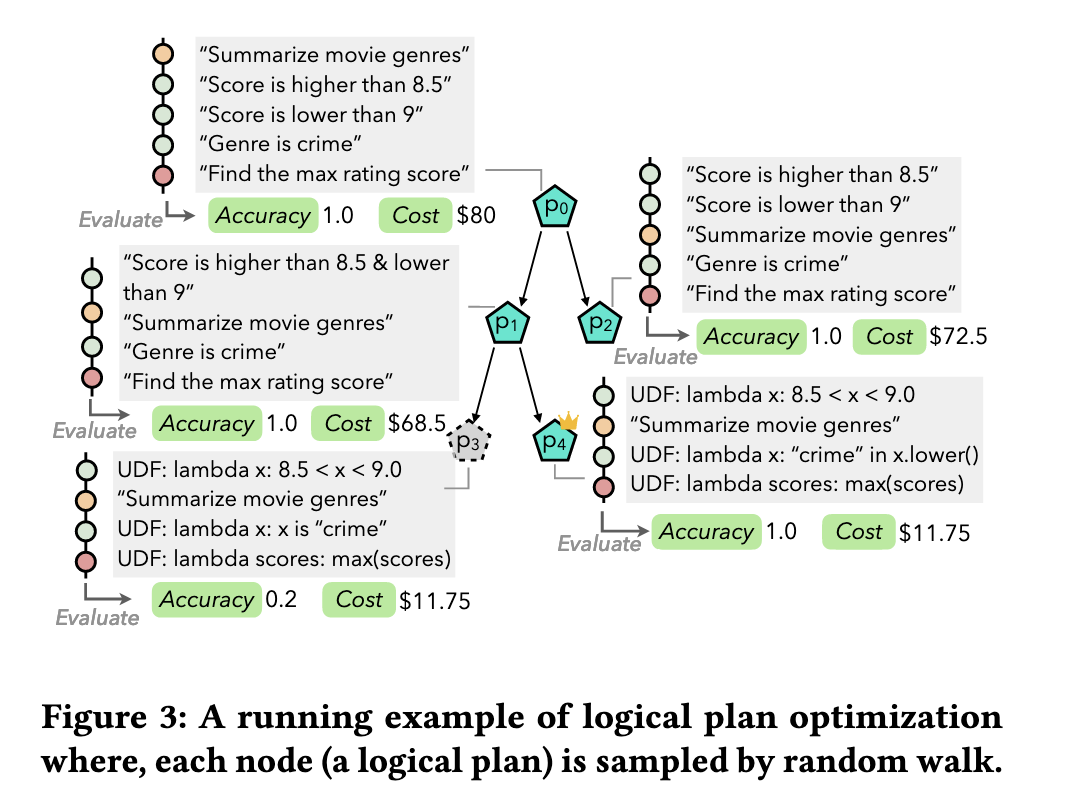 “Summarize movie genres”
“Score is higher than 8.5”
“Score is lower than 9”
“Genre is crime”
“Find the max rating score”
Evaluate Accuracy 1.0 Cost $80
p0
“Score is higher than 8.5”
“Score is lower than 9”
“Summarize movie genres”
“Genre is crime”
“Find the max rating score”
Evaluate Accuracy 1.0 Cost $72.5
“Score is higher than 8.5 & lower
than 9”
“Summarize movie genres”
“Genre is crime”
“Find the max rating score”
Evaluate Accuracy 1.0 Cost $68.5
p1
p2
p3
p4
UDF: lambda x: 8.5 < x < 9.0
“Summarize movie genres”
UDF: lambda x: “crime” in x.lower()
UDF: lambda scores: max(scores)
Evaluate Accuracy 1.0 Cost $11.75
UDF: lambda x: 8.5 < x < 9.0
“Summarize movie genres”
UDF: lambda x: x is “crime”
UDF: lambda scores: max(scores)
Evaluate Accuracy 0.2 Cost $11.75
Figure 3: A running example of logical plan optimization
where, each node (a logical plan) is sampled by random walk.